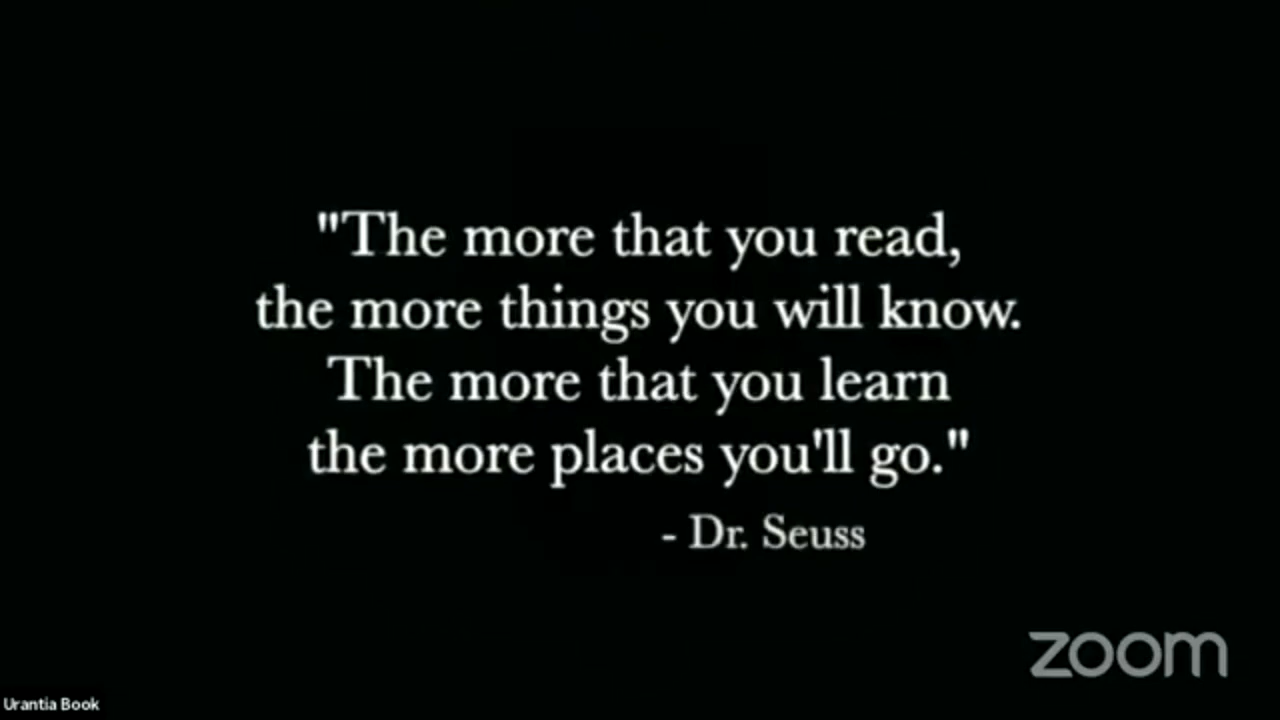 "The more that you read,
the more things you will know.
The more that you learn
the more places you'll go."
- Dr. Seuss
zoom
Urantia Book